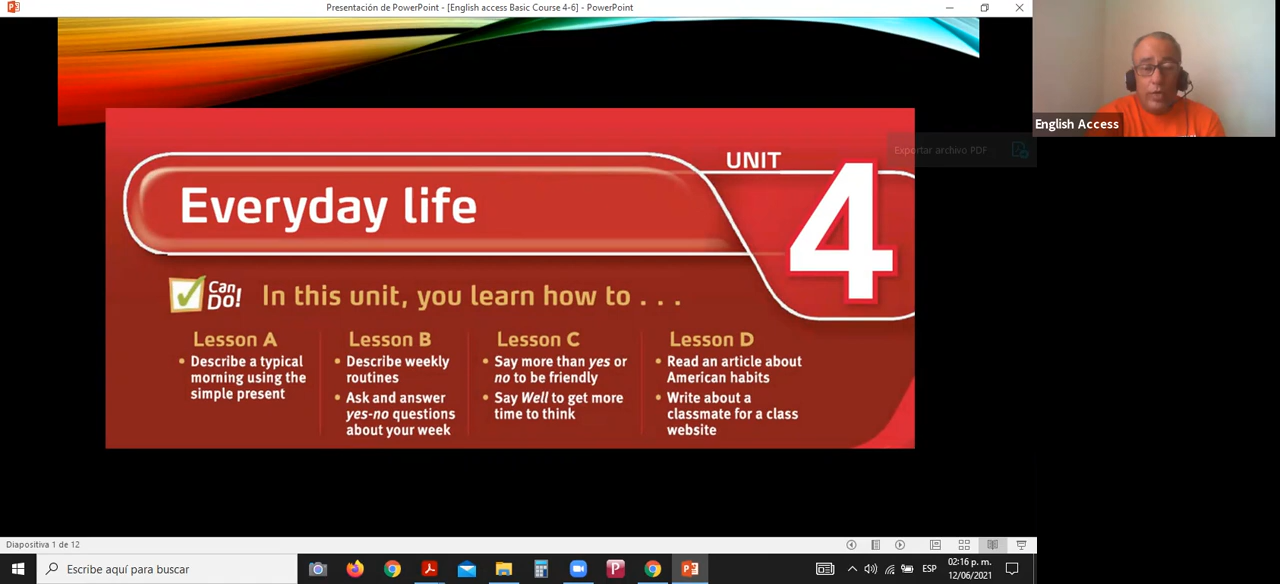 Presentación de PowerPoint - [English access Basic Course 4-6] - PowerPoint
English Access
Exportar archivo PDF
UNIT
4
Everyday life
Can
Do!
In this unit, you learn how to . . .
Lesson A
• Describe a typical
morning using the
simple present
Lesson B
• Describe weekly
routines
• Ask and answer
yes-no questions
about your week
Lesson C
• Say more than yes or
no to be friendly
• Say Well to get more
time to think
Lesson D
• Read an article about
American habits
• Write about a
classmate for a class
website
Diapositiva 1 de 12
Escribe aquí para buscar
ESP
02:16 p. m.
12/06/2021